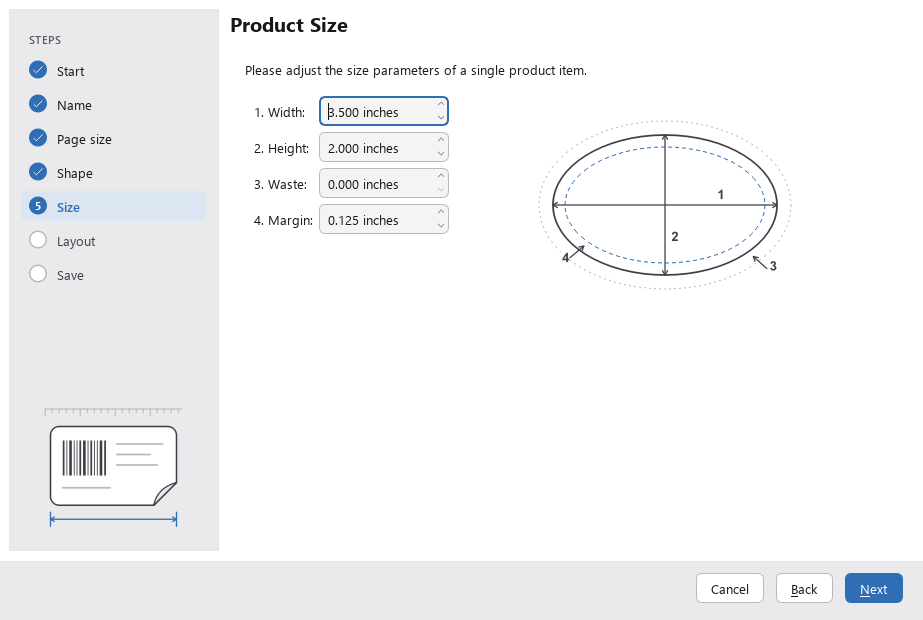 STEPS
Start
Name
Page size
Shape
5 Size
Layout
Save
Product Size
Please adjust the size parameters of a single product item.
1. Width: 3.500 inches
2. Height: 2.000 inches
3. Waste: 0.000 inches
4. Margin: 0.125 inches
1
2
4
3
Cancel
Back
Next